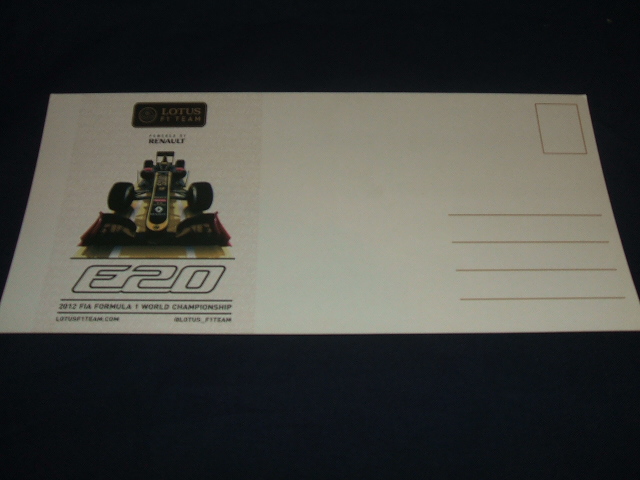 LOTUS
F1 TEAM
POWERED BY
RENAULT
E20
2012 FIA FORMULA 1 WORLD CHAMPIONSHIP
LOTUSF1TEAM.COM @LOTUS_F1TEAM